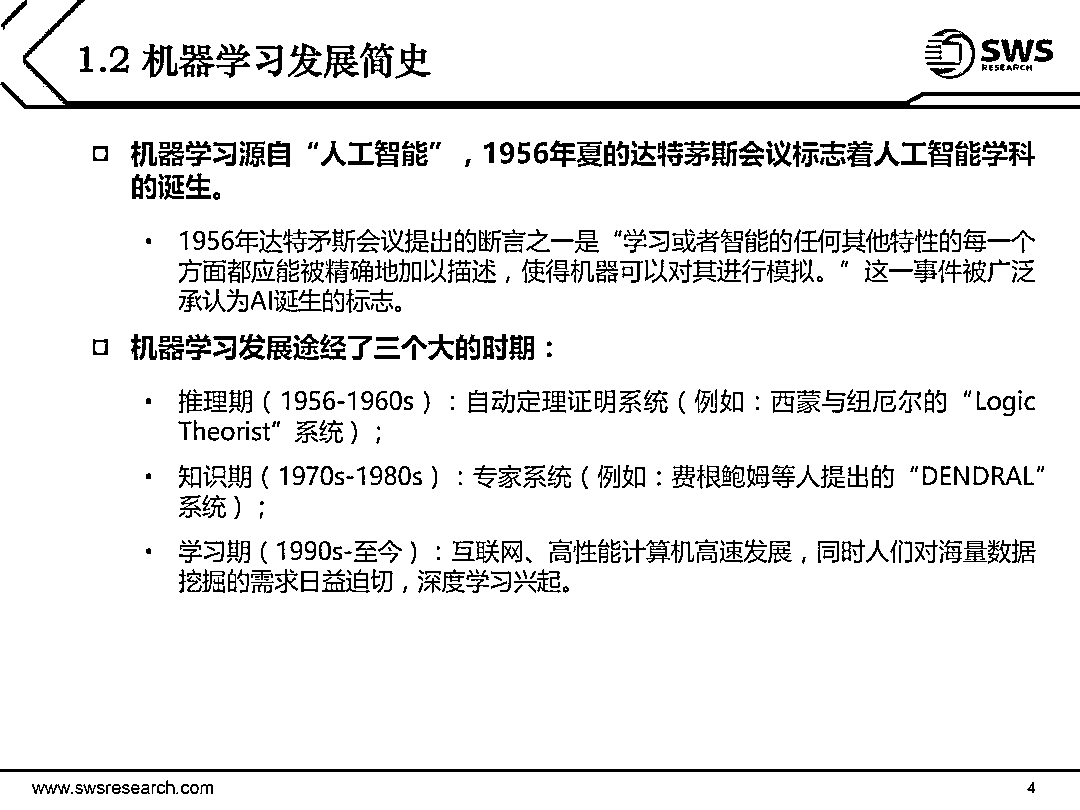 1.2 机器学习发展简史
SWS
RESEARCH
机器学习源自“人工智能”，1956年夏的达特茅斯会议标志着人工智能学科
的诞生。
• 1956年达特矛斯会议提出的断言之一是“学习或者智能的任何其他特性的每一个
方面都应能被精确地加以描述，使得机器可以对其进行模拟。”这一事件被广泛
承认为AI诞生的标志。
机器学习发展途经了三个大的时期：
• 推理期（1956-1960s）：自动定理证明系统（例如：西蒙与纽厄尔的“Logic
Theorist”系统）；
• 知识期（1970s-1980s）：专家系统（例如：费根鲍姆等人提出的“DENDRAL“
系统）；
• 学习期（1990s-至今）：互联网、高性能计算机高速发展，同时人们对海量数据
挖掘的需求日益迫切，深度学习兴起。
www.swsresearch.com
4